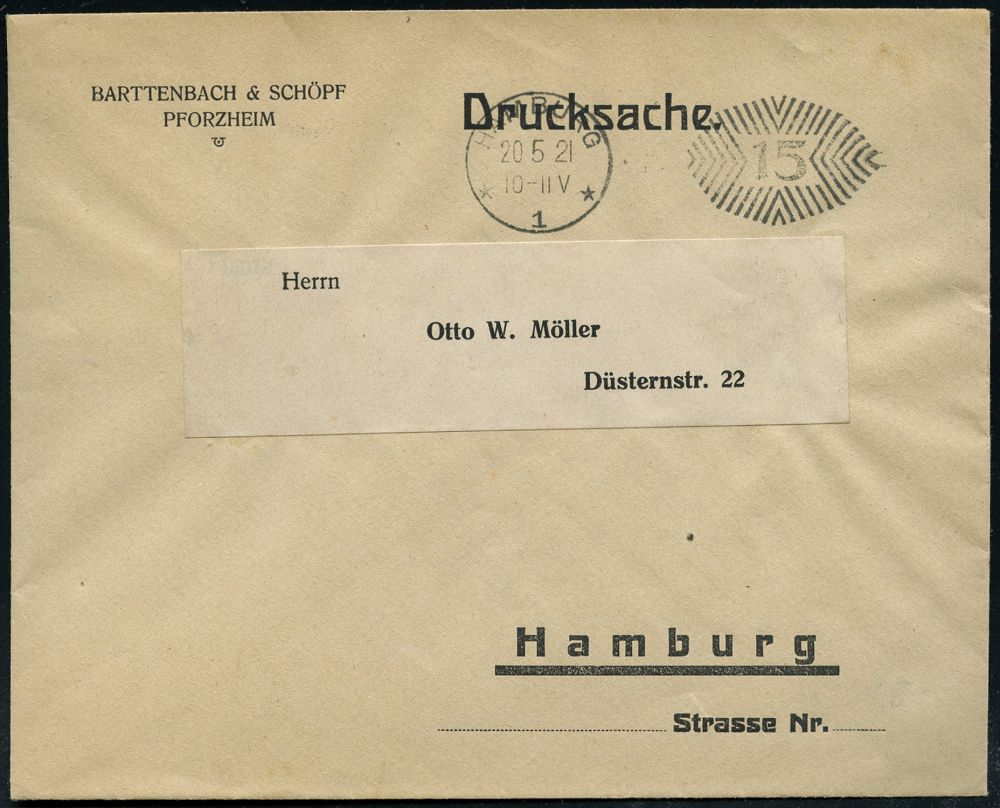 BARTTENBACH & SCHÖPF
PFORZHEIM
Drucksache.
HAMBURG
20 5 21
10-11 V
* 1 *
15
Herrn
Otto W. Möller
Düsternstr. 22
Hamburg
Strasse Nr.